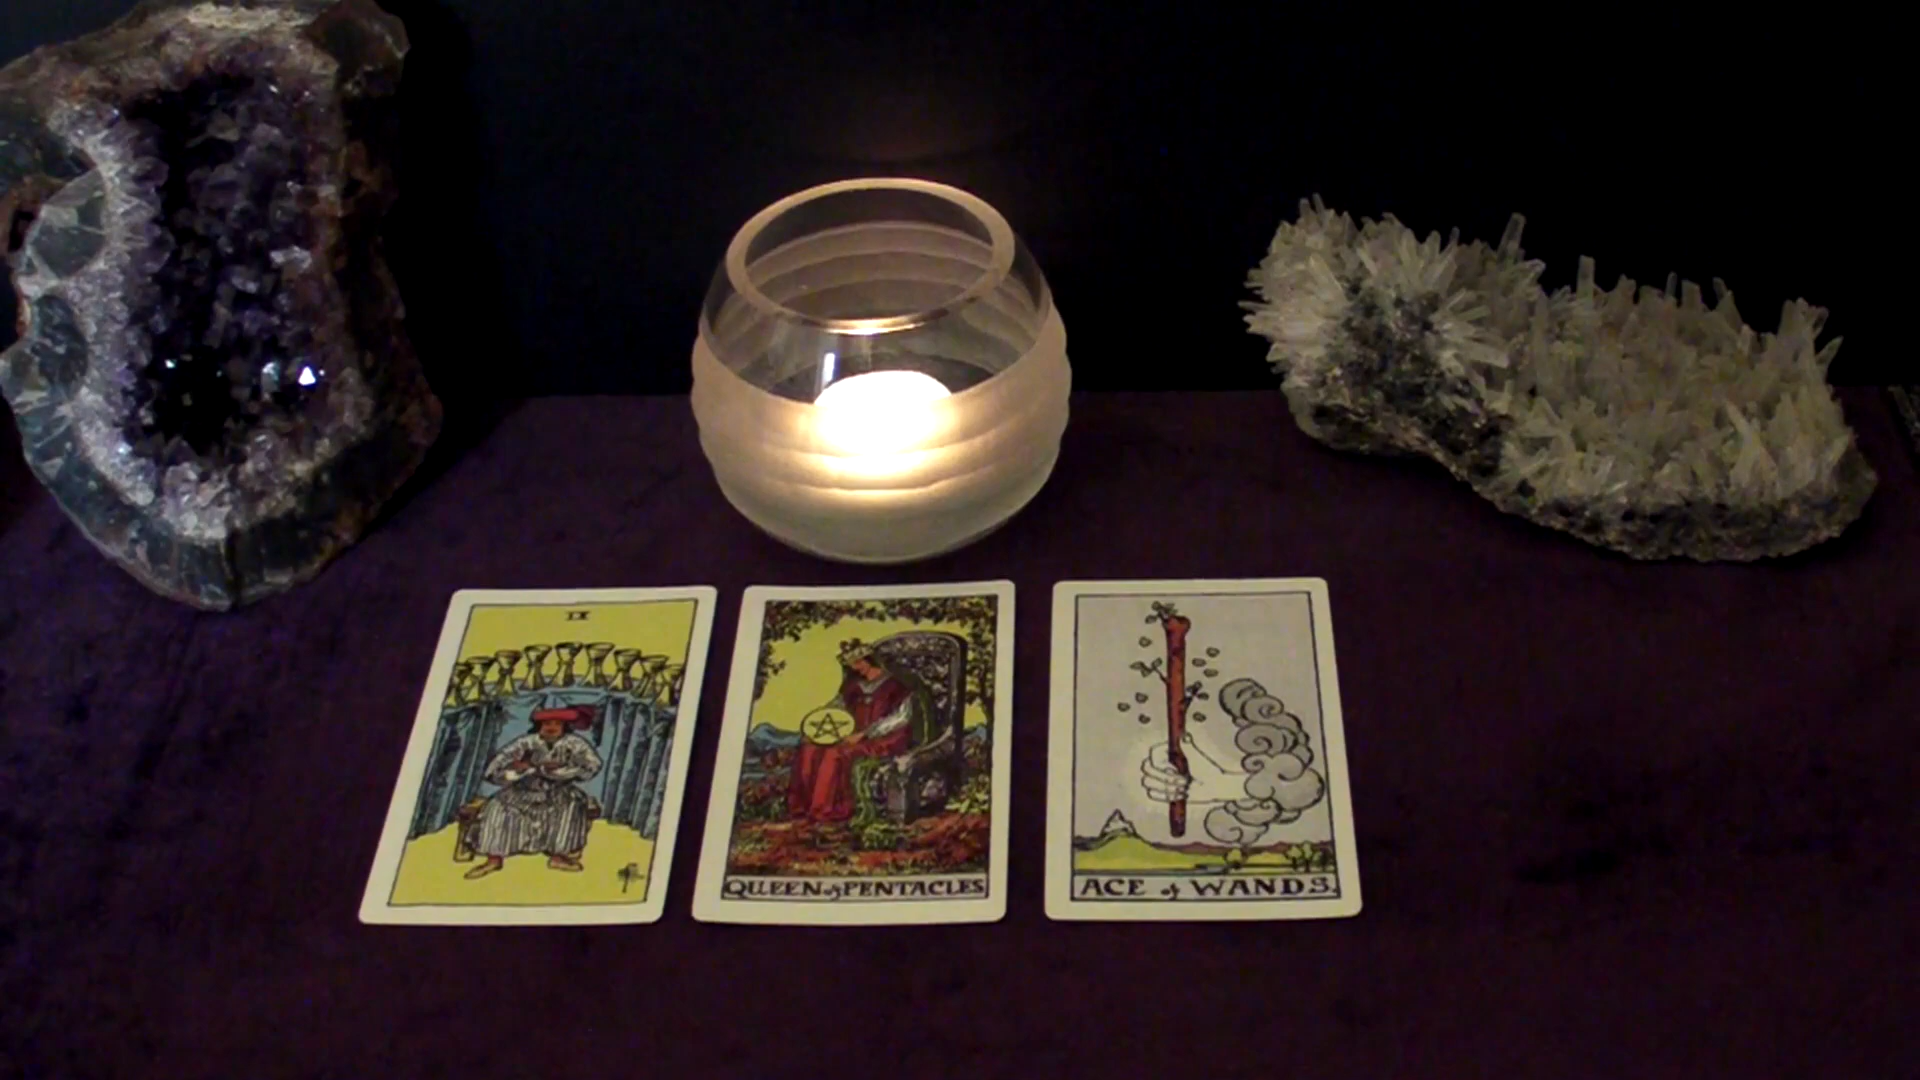 IX
QUEEN of PENTACLES
ACE of WANDS.